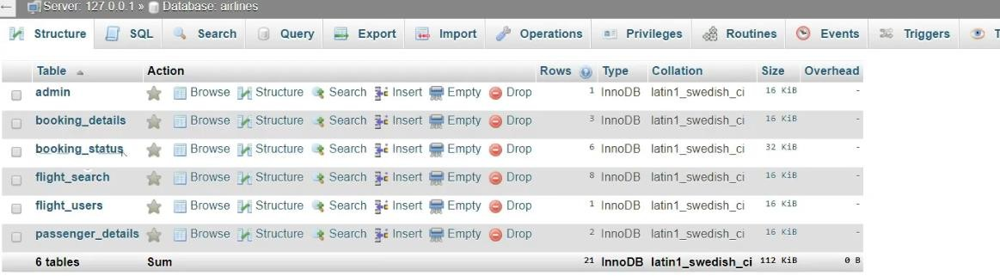 ← Server: 127.0.0.1 » Database: airlines
Structure SQL Search Query Export Import Operations Privileges Routines Events Triggers T
Table Action Rows Type Collation Size Overhead
admin Browse Structure Search Insert Empty Drop 1 InnoDB latin1_swedish_ci 16 KiB -
booking_details Browse Structure Search Insert Empty Drop 3 InnoDB latin1_swedish_ci 16 KiB -
booking_status Browse Structure Search Insert Empty Drop 6 InnoDB latin1_swedish_ci 32 KiB -
flight_search Browse Structure Search Insert Empty Drop 8 InnoDB latin1_swedish_ci 16 KiB -
flight_users Browse Structure Search Insert Empty Drop 1 InnoDB latin1_swedish_ci 16 KiB -
passenger_details Browse Structure Search Insert Empty Drop 2 InnoDB latin1_swedish_ci 16 KiB -
6 tables Sum 21 InnoDB latin1_swedish_ci 112 KiB 0 B